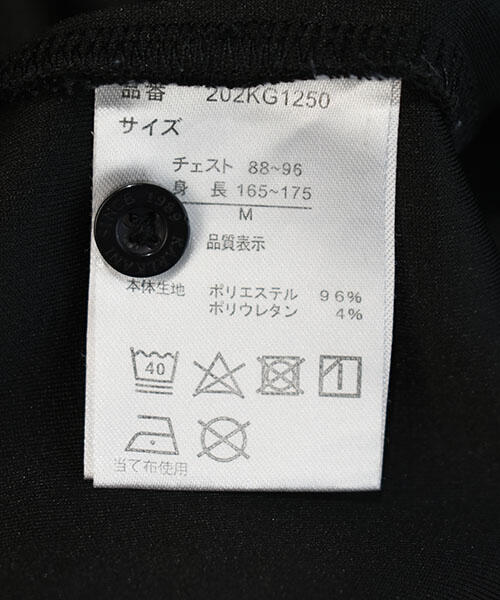 品番 202KG1250
サイズ
チェスト 88~96
身 長 165~175
M
SINCE 1919
品質表示
本体生地 ポリエステル 96%
ポリウレタン 4%
40
当て布使用